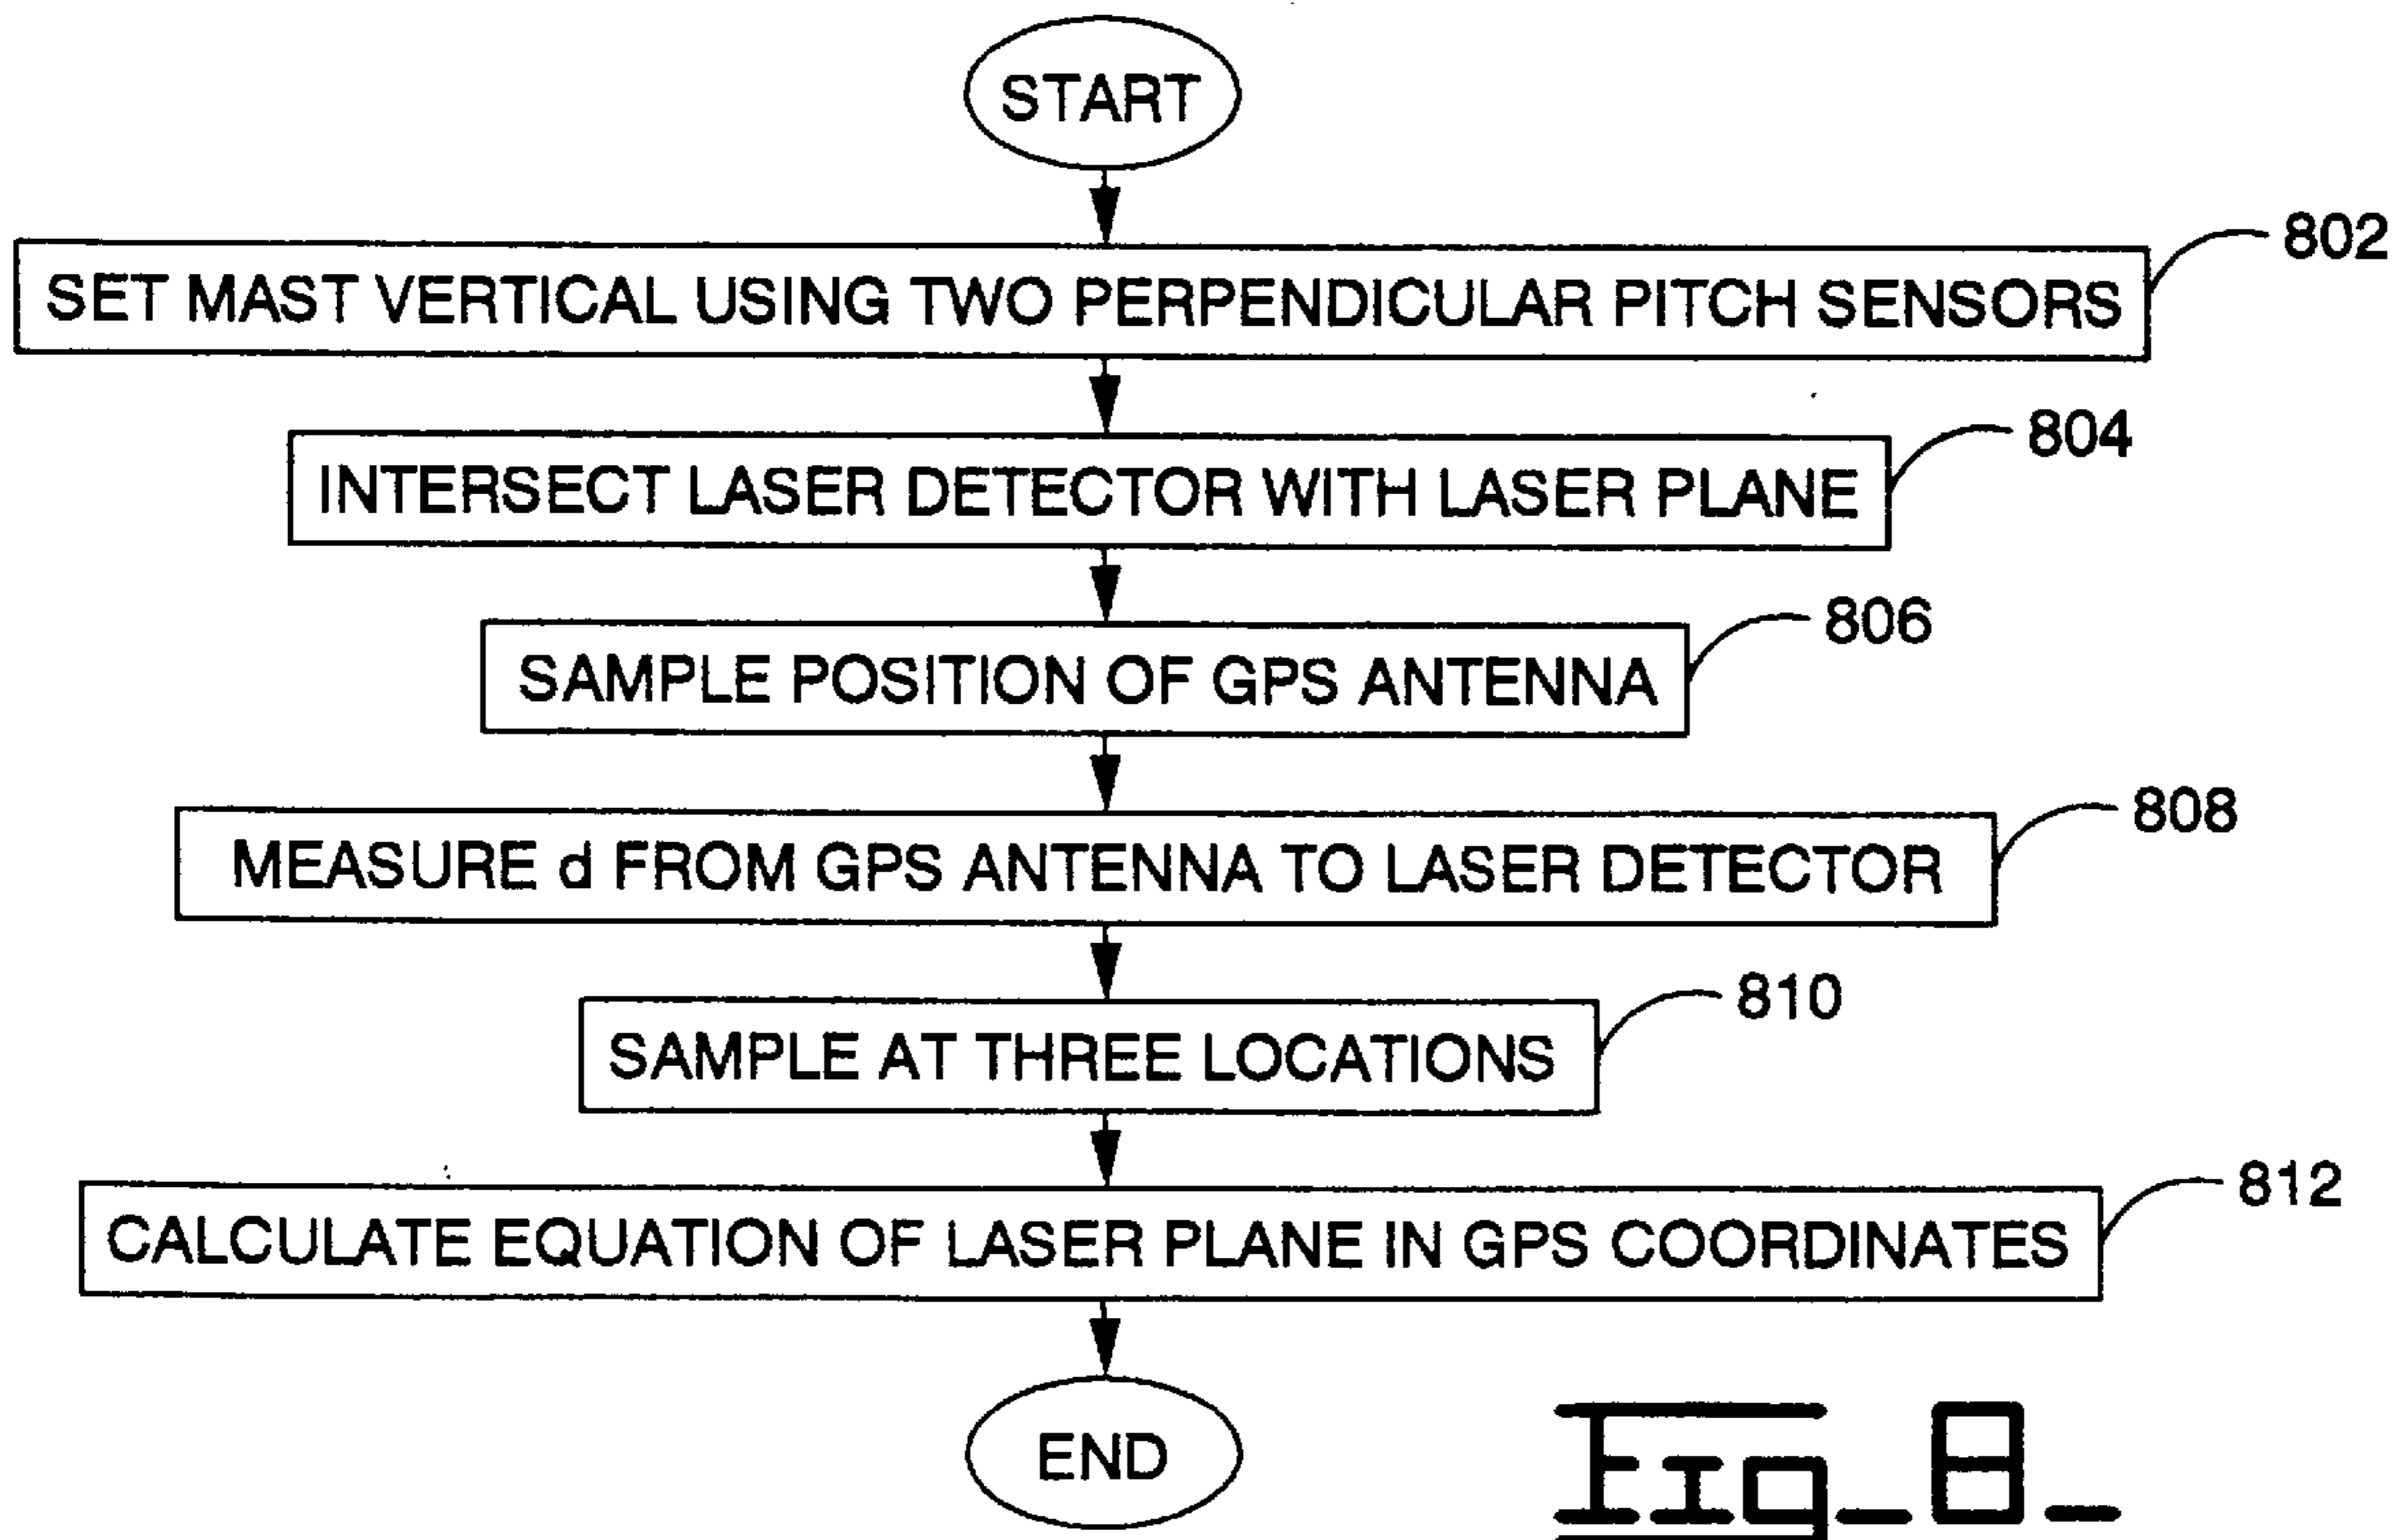 START
SET MAST VERTICAL USING TWO PERPENDICULAR PITCH SENSORS
802
INTERSECT LASER DETECTOR WITH LASER PLANE
804
SAMPLE POSITION OF GPS ANTENNA
806
MEASURE d FROM GPS ANTENNA TO LASER DETECTOR
808
SAMPLE AT THREE LOCATIONS
810
CALCULATE EQUATION OF LASER PLANE IN GPS COORDINATES
812
END
Fig_8_